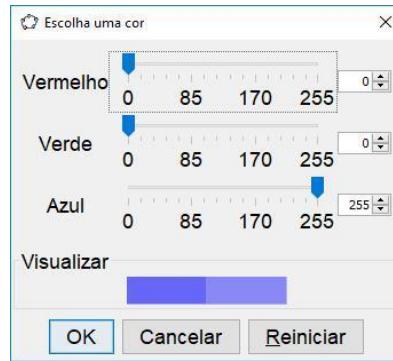 Escolha uma cor
Vermelho
0 85 170 255
0
Verde
0 85 170 255
0
Azul
0 85 170 255
255
Visualizar
OK Cancelar Reiniciar